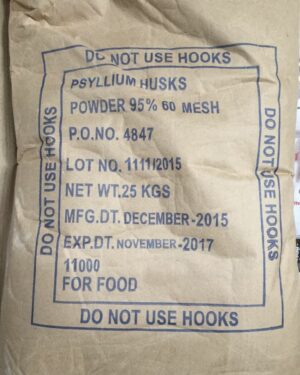 DO NOT USE HOOKS
PSYLLIUM HUSKS
POWDER 95% 60 MESH
P.O.NO. 4847
LOT NO. 1111/2015
NET WT.25 KGS
MFG.DT. DECEMBER-2015
EXP.DT. NOVEMBER-2017
11000
FOR FOOD
DO NOT USE HOOKS
DO NOT USE HOOKS
DO NOT USE HOOKS